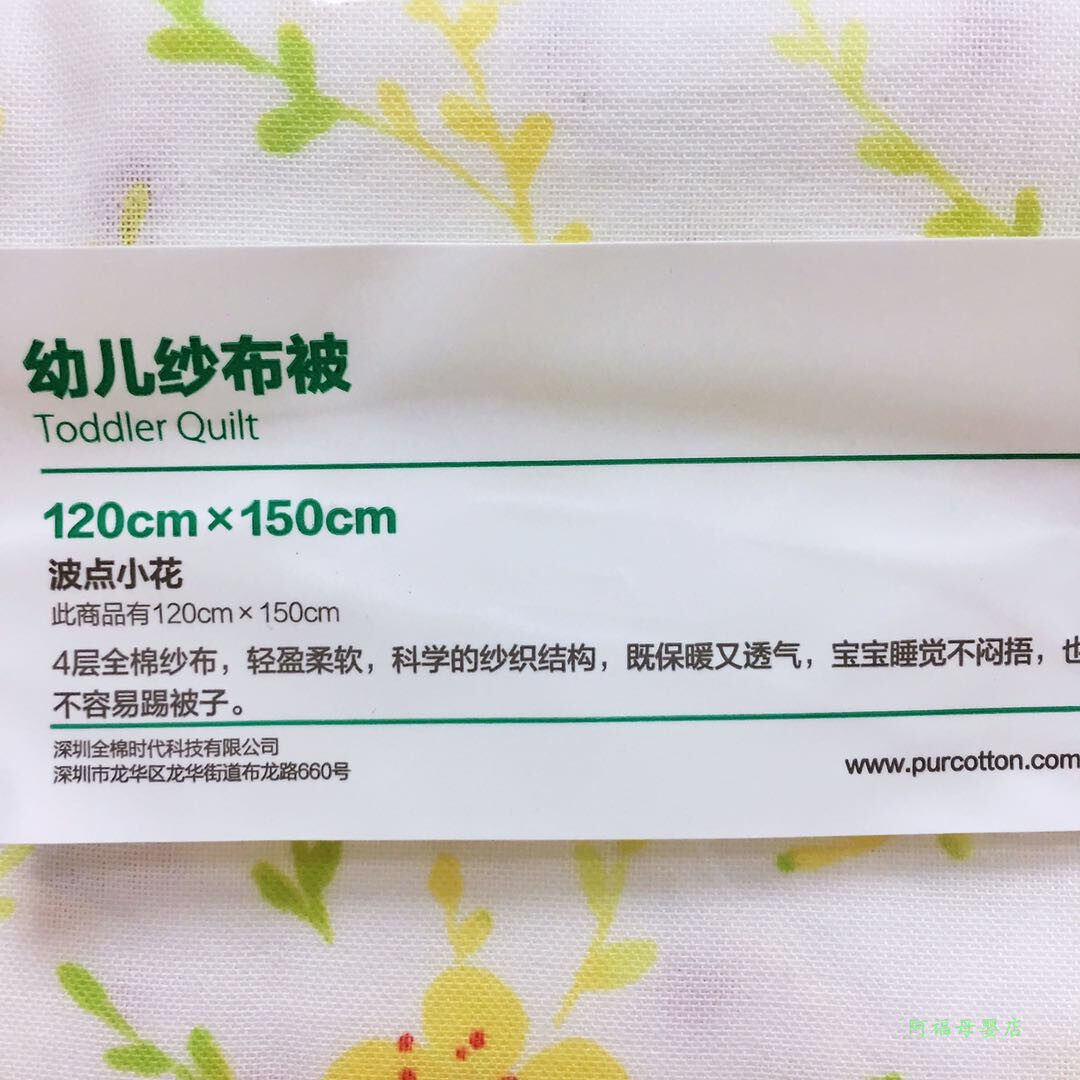 幼儿纱布被
Toddler Quilt
120cm×150cm
波点小花
此商品有120cm×150cm
4层全棉纱布，轻盈柔软，科学的纱织结构，既保暖又透气，宝宝睡觉不闷捂，也
不容易踢被子。
深圳全棉时代科技有限公司
深圳市龙华区龙华街道布龙路660号
www.purcotton.com
阿福母婴店